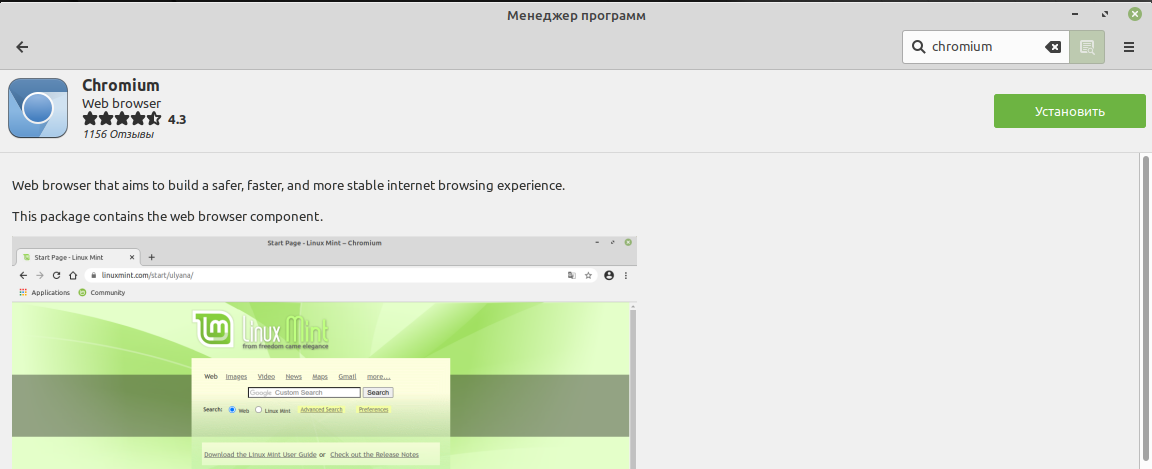 Менеджер программ
chromium
Chromium
Web browser
4.3
1156 Отзывы
Установить
Web browser that aims to build a safer, faster, and more stable internet browsing experience.
This package contains the web browser component.
Start Page - Linux Mint – Chromium
Start Page - Linux Mint
linuxmint.com/start/ulyana/
Applications Community
Linux Mint
from freedom came elegance
Web Images Video News Maps Gmail more...
Google Custom Search Search
Search: Web Linux Mint Advanced Search Preferences
Download the Linux Mint User Guide or Check out the Release Notes